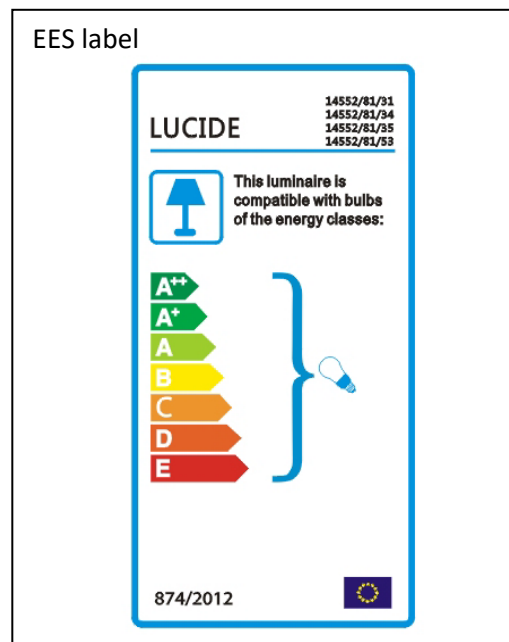 EES label
LUCIDE
14552/81/31
14552/81/34
14552/81/35
14552/81/53
This luminaire is
compatible with bulbs
of the energy classes:
A++
A+
A
B
C
D
E
874/2012